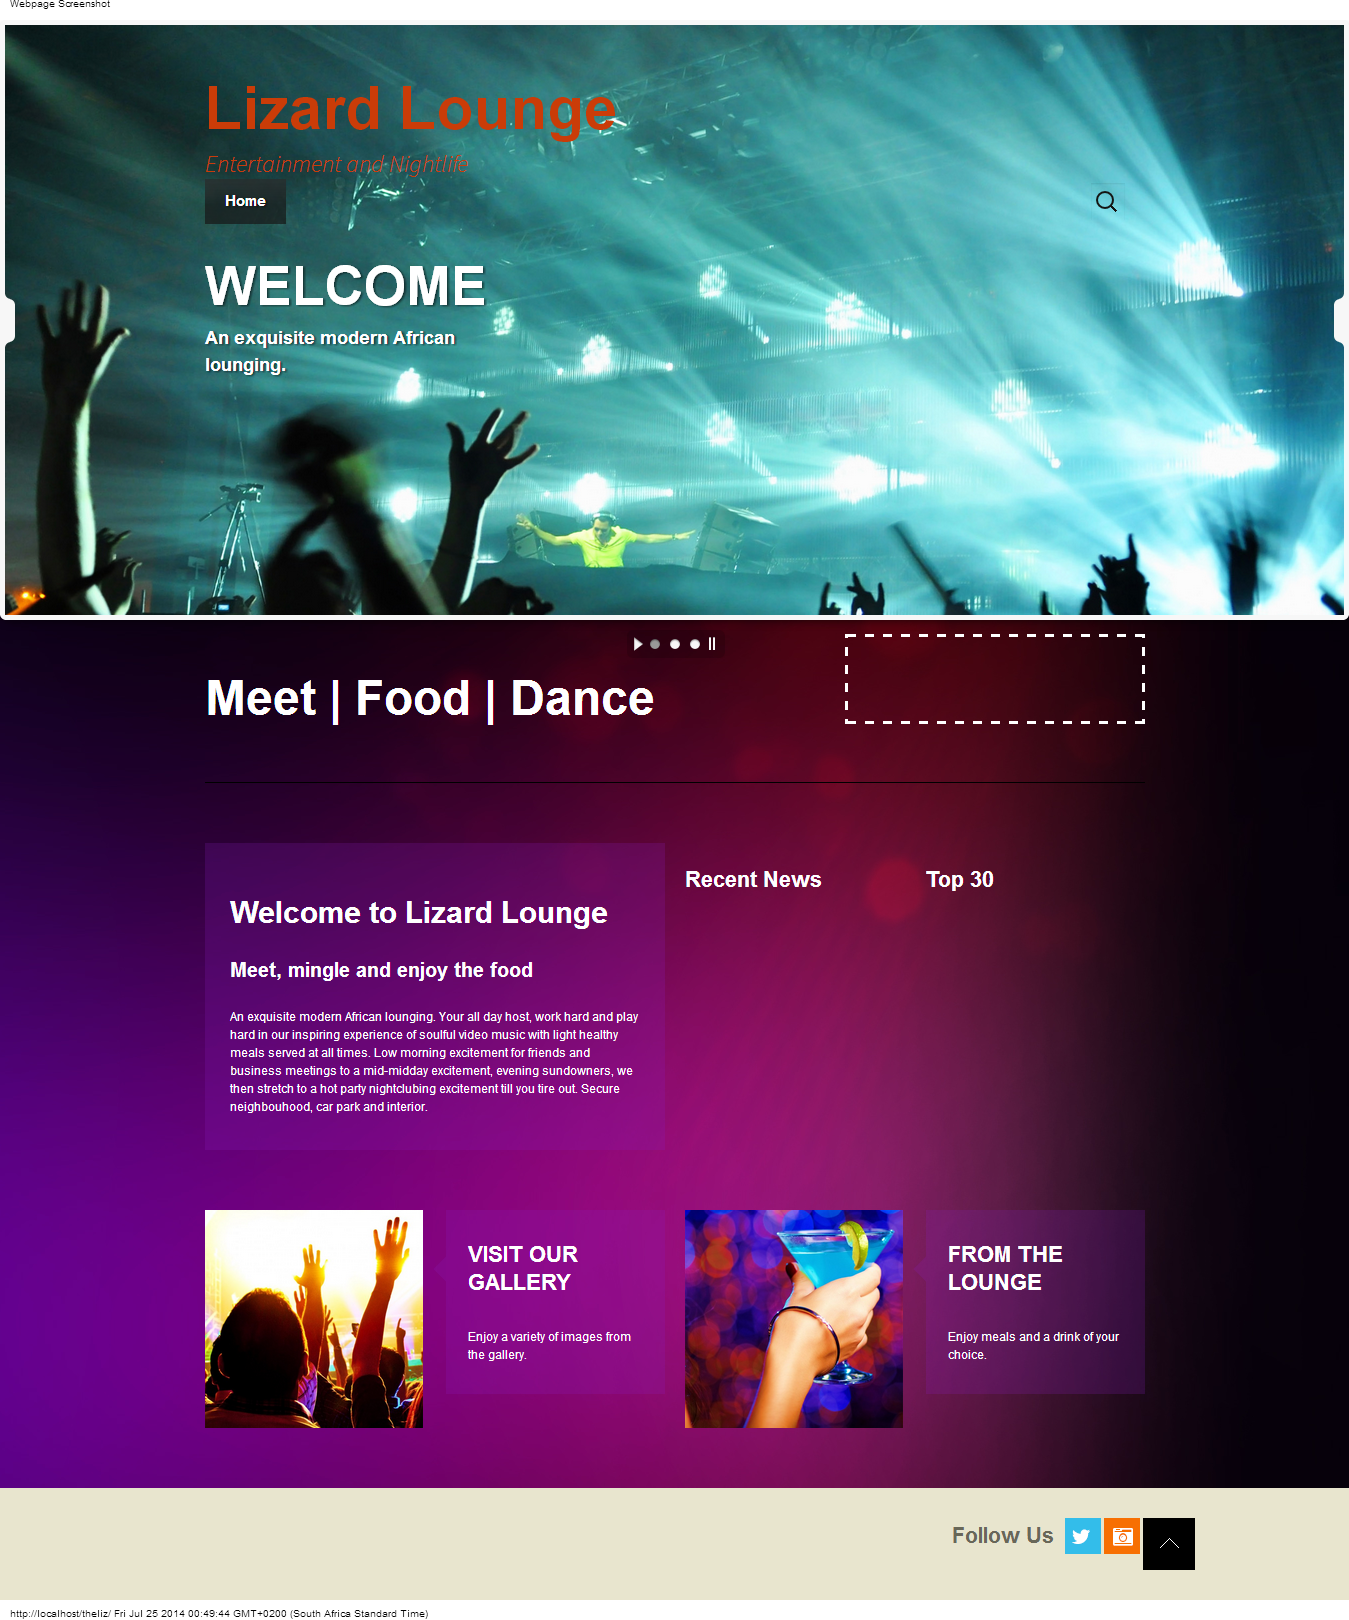 Webpage Screenshot
Lizard Lounge
Entertainment and Nightlife
Home
WELCOME
An exquisite modern African
lounging.
Meet | Food | Dance
Welcome to Lizard Lounge
Meet, mingle and enjoy the food
An exquisite modern African lounging. Your all day host, work hard and play
hard in our inspiring experience of soulful video music with light healthy
meals served at all times. Low morning excitement for friends and
business meetings to a mid-midday excitement, evening sundowners, we
then stretch to a hot party nightclubing excitement till you tire out. Secure
neighbouhood, car park and interior.
Recent News
Top 30
VISIT OUR
GALLERY
Enjoy a variety of images from
the gallery.
FROM THE
LOUNGE
Enjoy meals and a drink of your
choice.
Follow Us
http://localhost/theliz/ Fri Jul 25 2014 00:49:44 GMT+0200 (South Africa Standard Time)